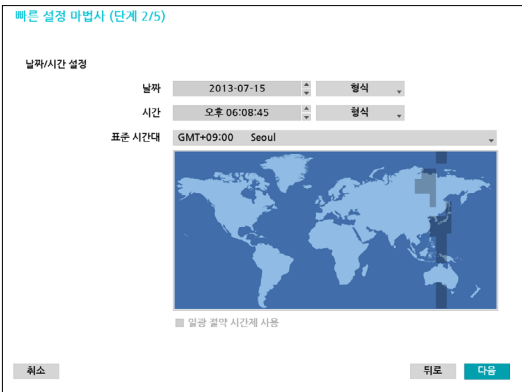 빠른 설정 마법사 (단계 2/5)
날짜/시간 설정
날짜 2013-07-15 형식
시간 오후 06:08:45 형식
표준 시간대 GMT+09:00 Seoul
일광 절약 시간제 사용
취소 뒤로 다음